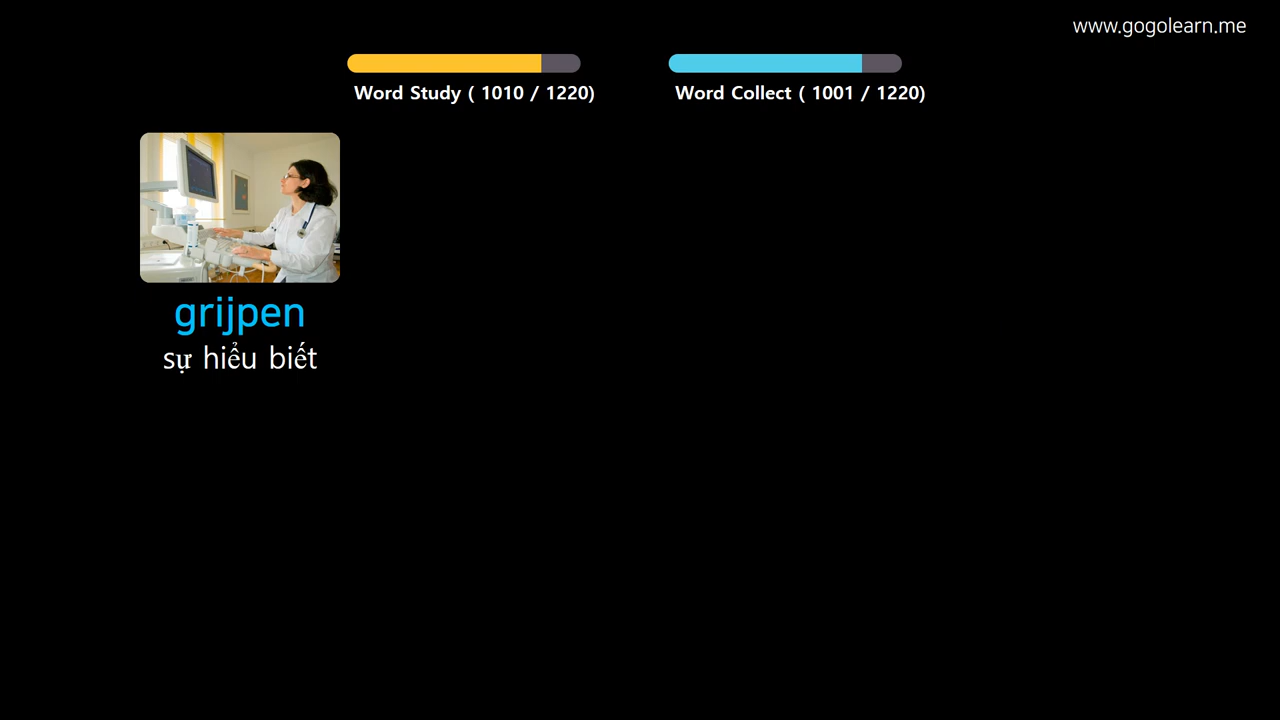 www.gogolearn.me
Word Study ( 1010 / 1220)
Word Collect ( 1001 / 1220)
grijpen
sự hiểu biết